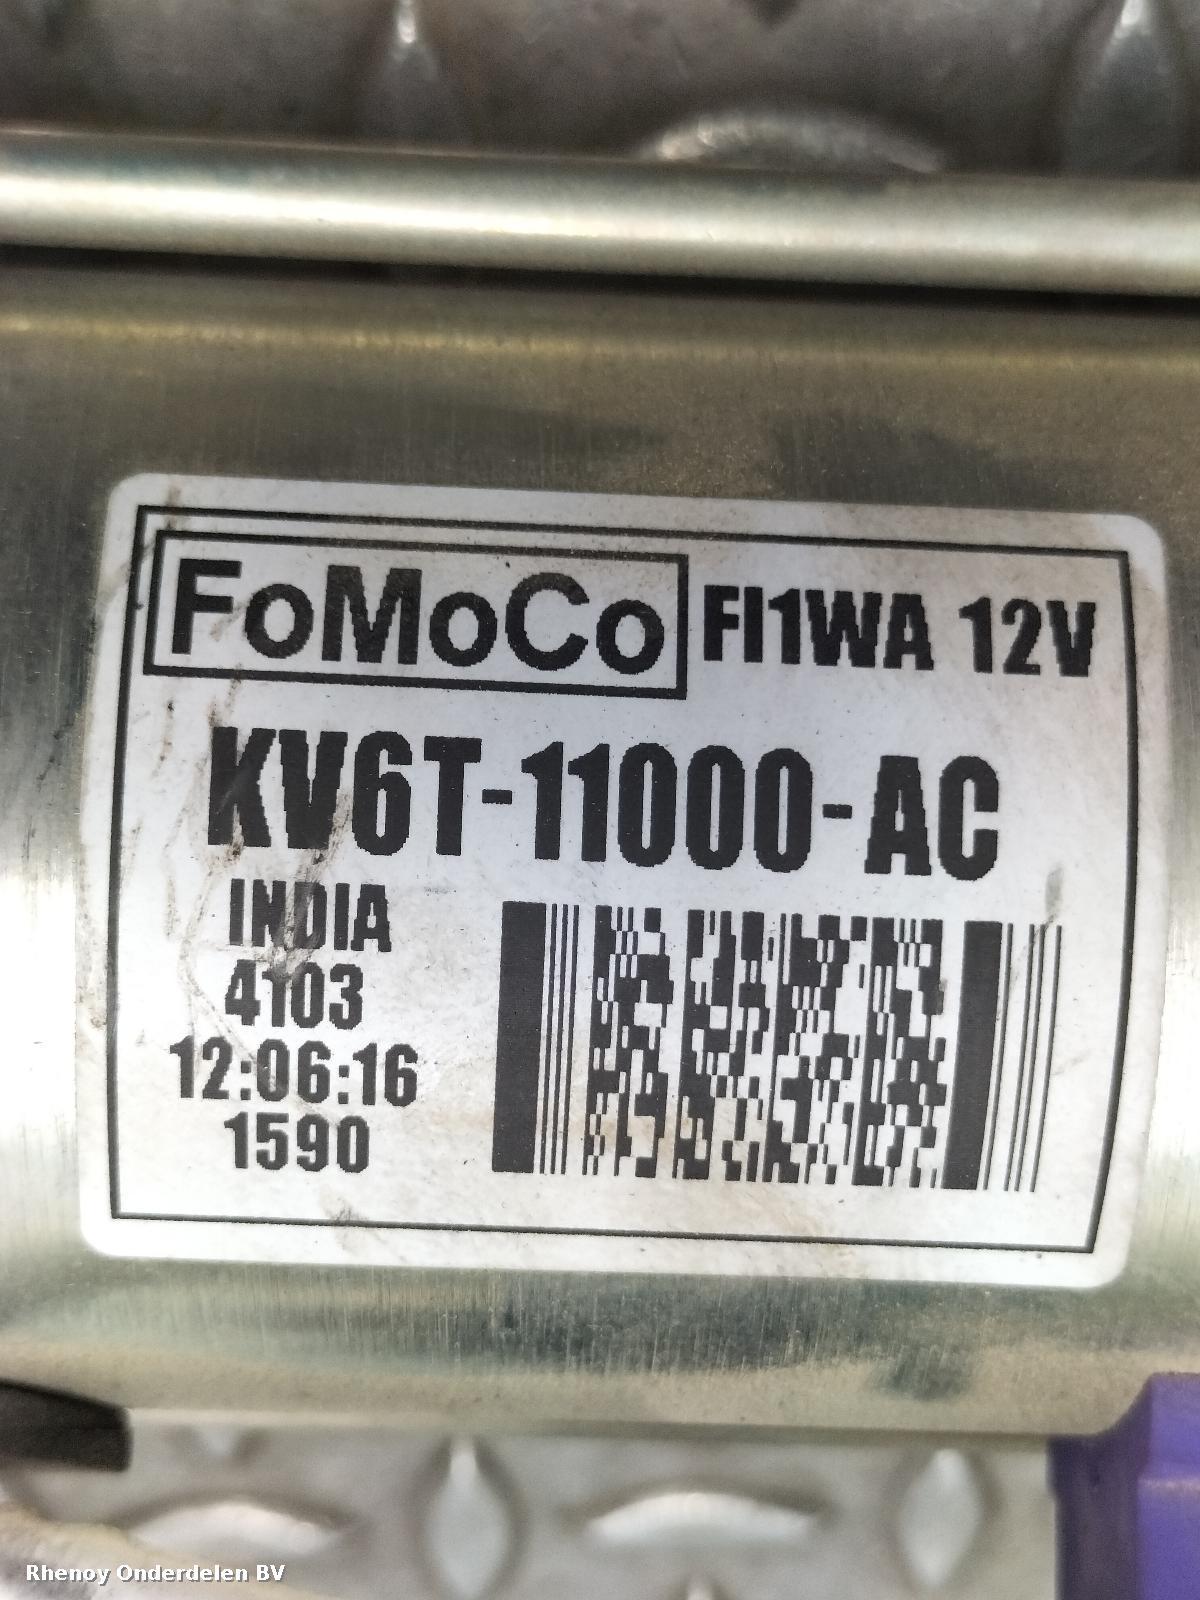 FoMoCo FI1WA 12V
KV6T-11000-AC
INDIA
4103
12:06:16
1590
Rhenoy Onderdelen BV